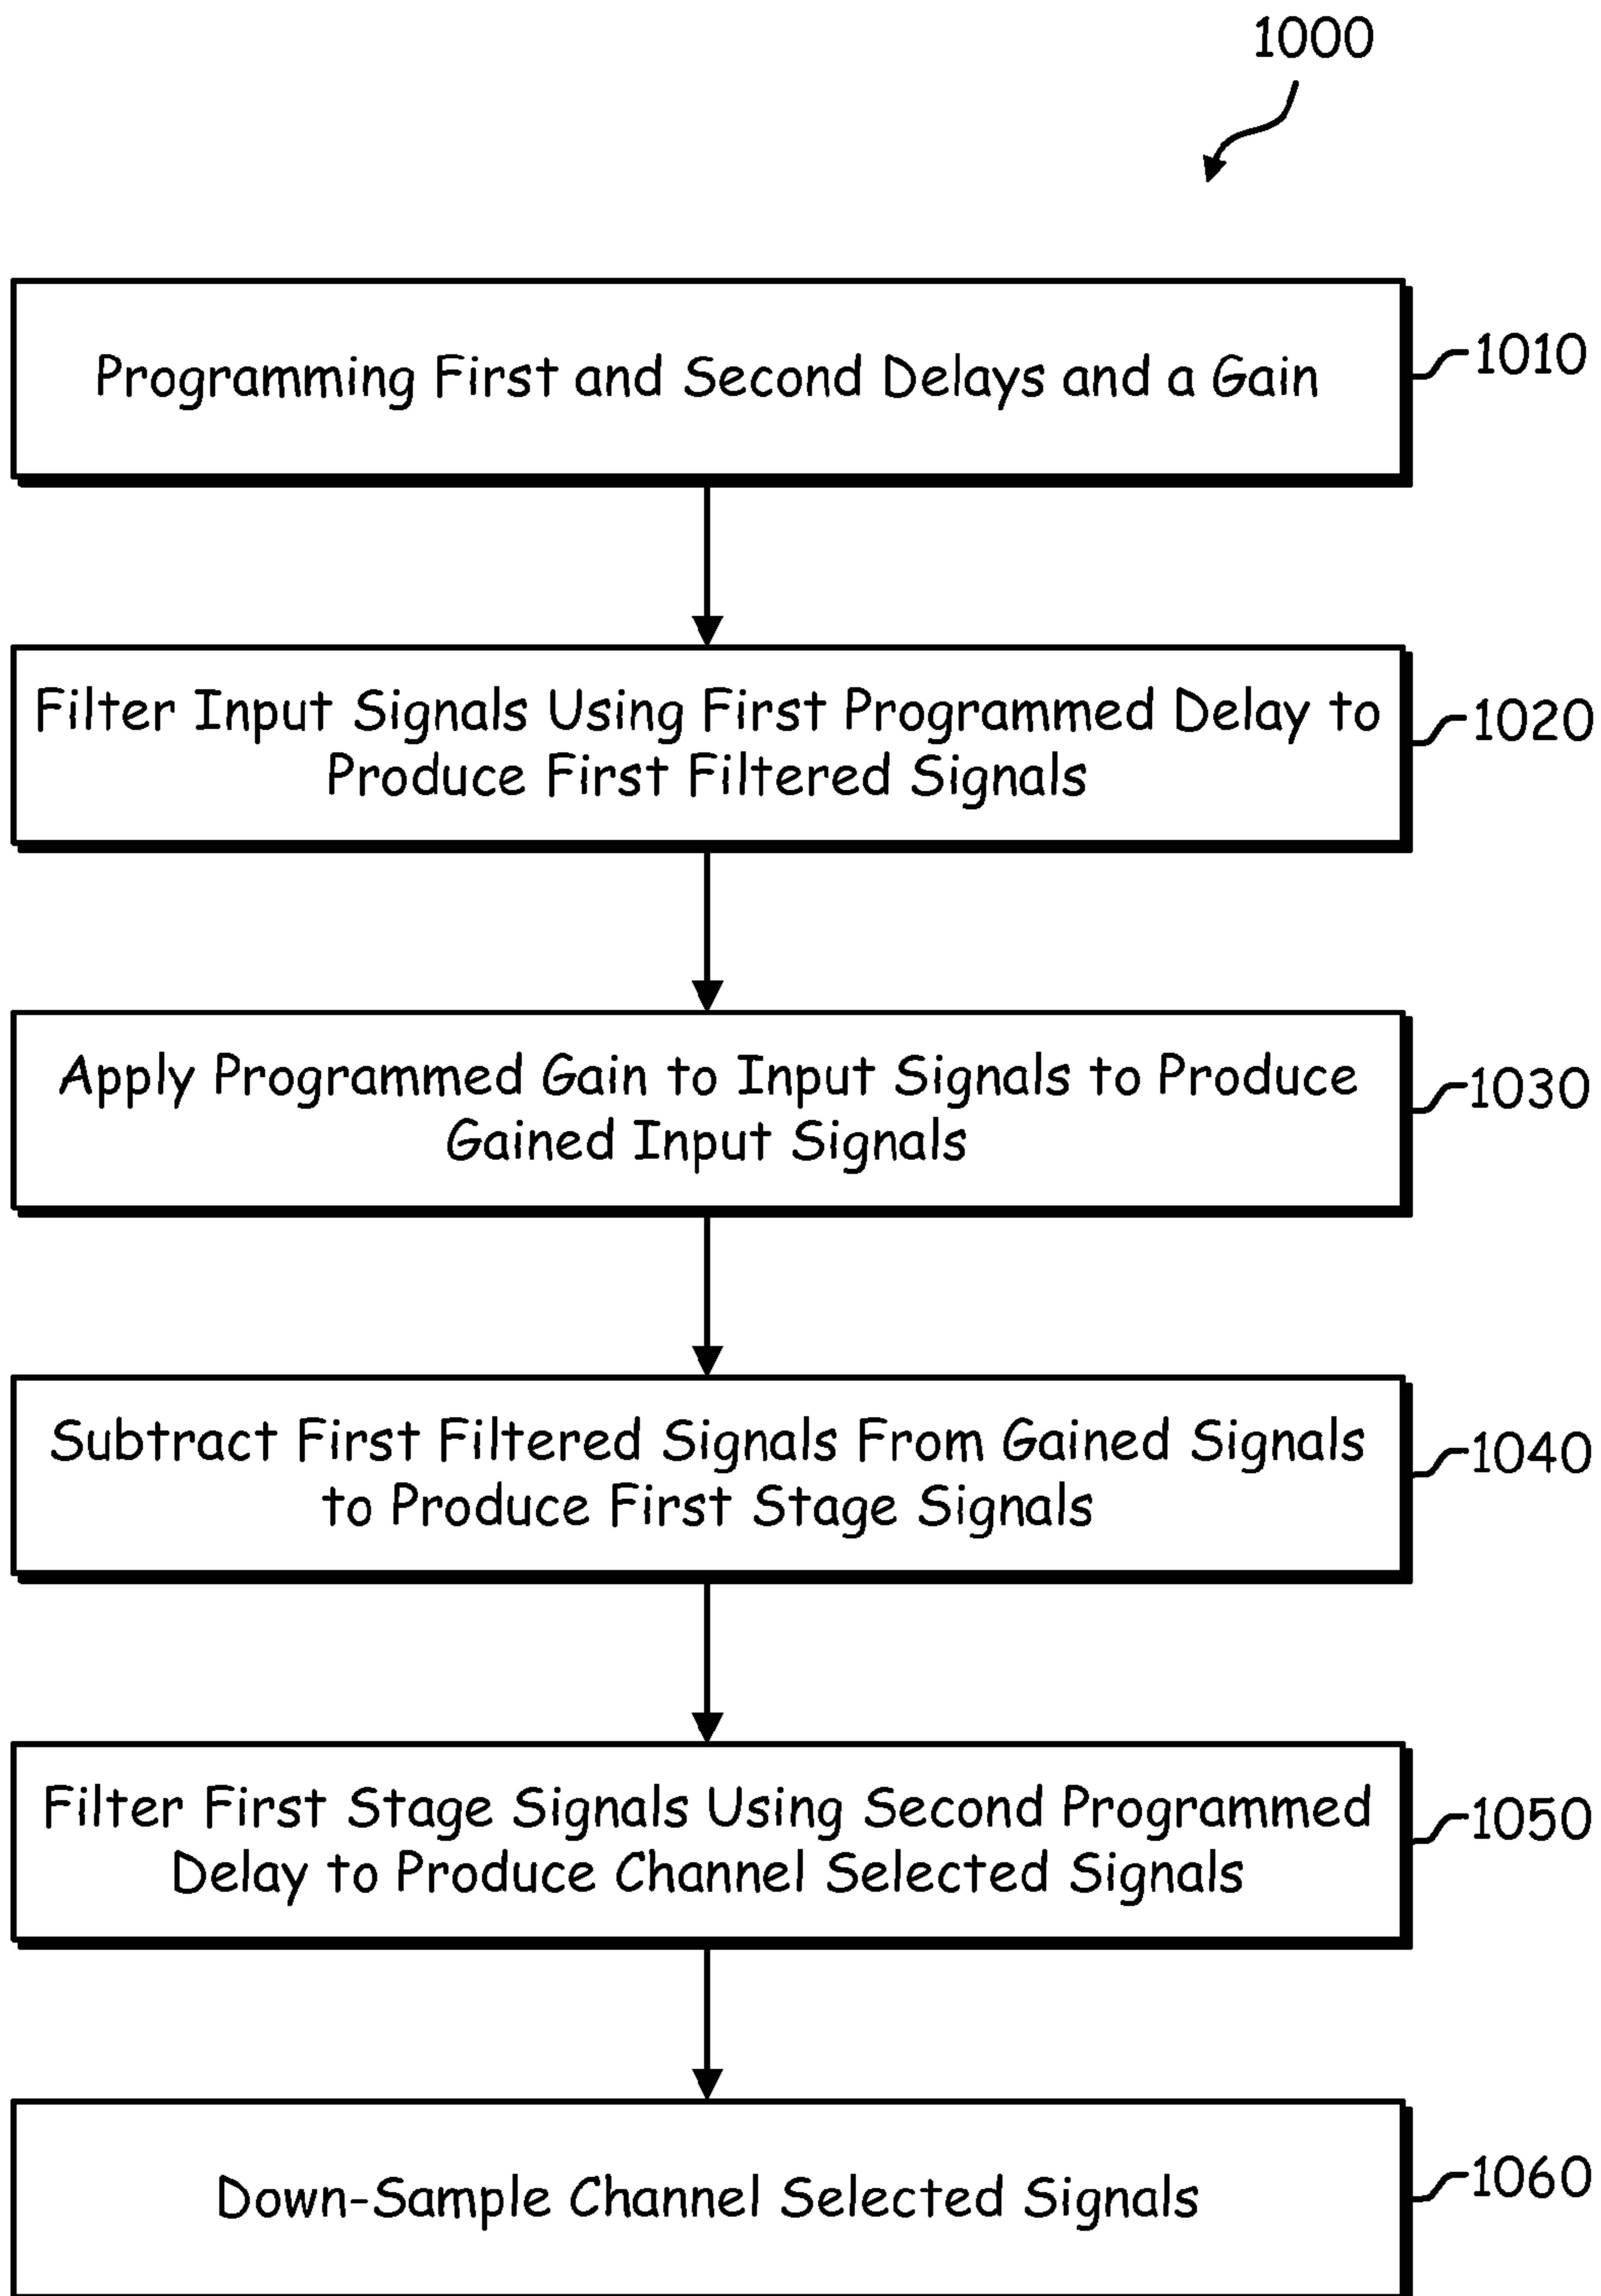 1000
Programming First and Second Delays and a Gain
1010
Filter Input Signals Using First Programmed Delay to
Produce First Filtered Signals
1020
Apply Programmed Gain to Input Signals to Produce
Gained Input Signals
1030
Subtract First Filtered Signals From Gained Signals
to Produce First Stage Signals
1040
Filter First Stage Signals Using Second Programmed
Delay to Produce Channel Selected Signals
1050
Down-Sample Channel Selected Signals
1060